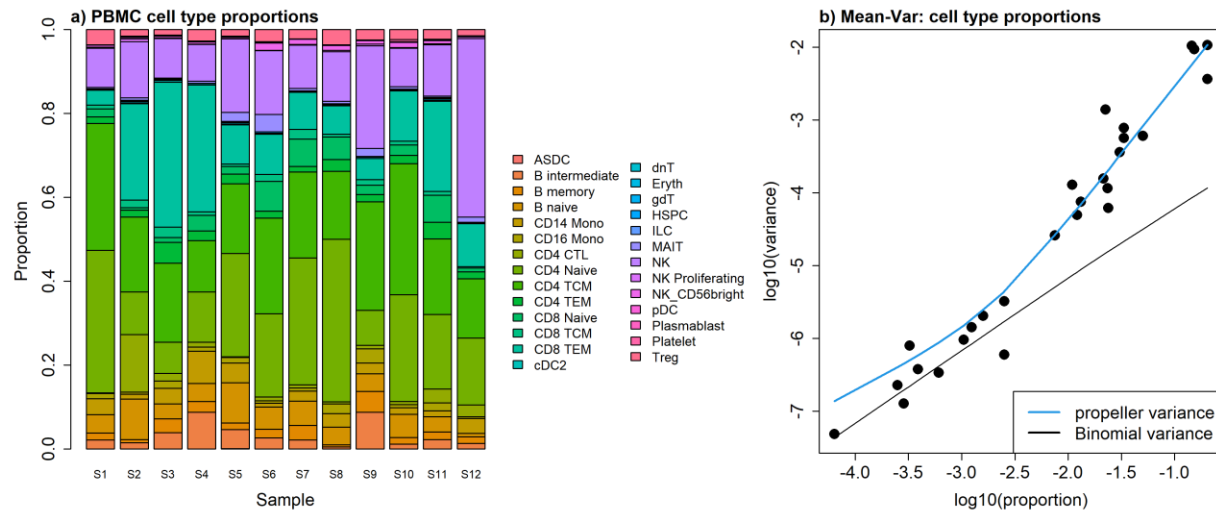 a) PBMC cell type proportions
Proportion
1.0
0.8
0.6
0.4
0.2
0.0
S1 S2 S3 S4 S5 S6 S7 S8 S9 S10 S11 S12
Sample
ASDC
B intermediate
B memory
B naive
CD14 Mono
CD16 Mono
CD4 CTL
CD4 Naive
CD4 TCM
CD4 TEM
CD8 Naive
CD8 TCM
CD8 TEM
cDC2
dnT
Eryth
gdT
HSPC
ILC
MAIT
NK
NK Proliferating
NK_CD56bright
pDC
Plasmablast
Platelet
Treg
b) Mean-Var: cell type proportions
log10(variance)
-2
-3
-4
-5
-6
-7
propeller variance
Binomial variance
-4.0 -3.5 -3.0 -2.5 -2.0 -1.5 -1.0
log10(proportion)